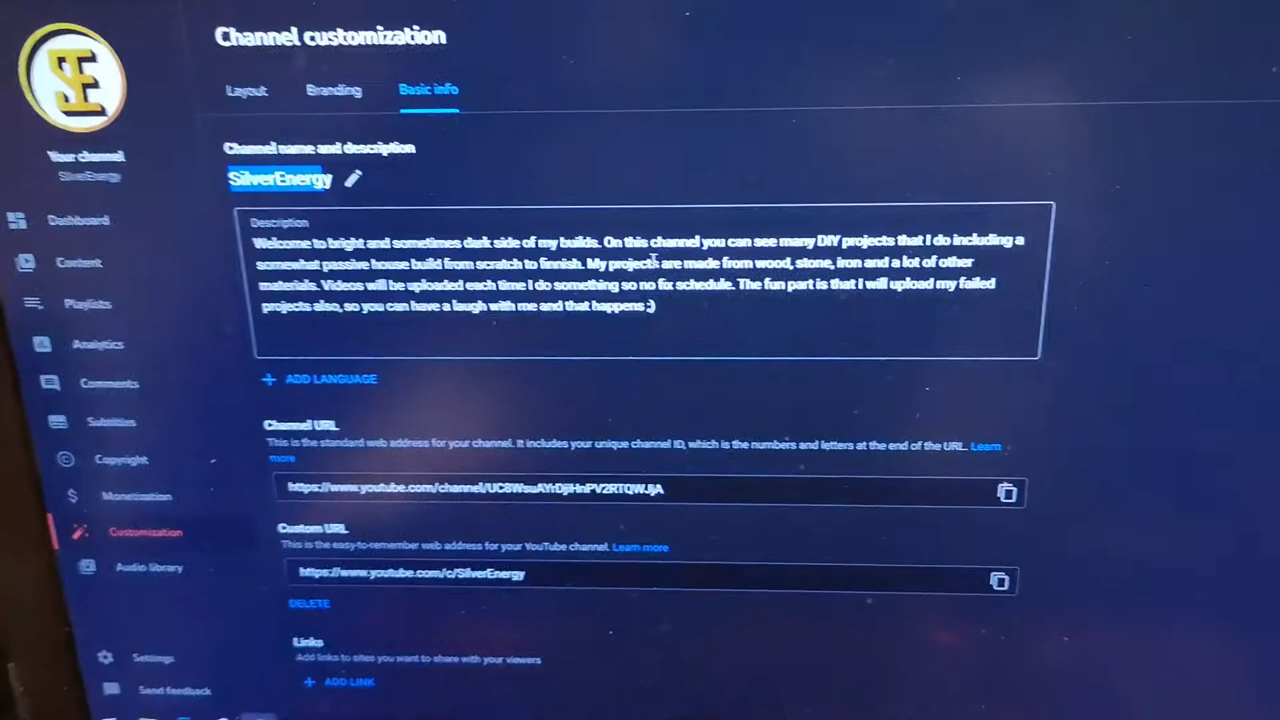 SE
Channel customization
Layout Branding Basic info
Your channel
SilverEnergy
Channel name and description
SilverEnergy
Description
Welcome to bright and sometimes dark side of my builds. On this channel you can see many DIY projects that I do including a
somewhat passive house build from scratch to finnish. My projects are made from wood, stone, iron and a lot of other
materials. Videos will be uploaded each time I do something so no fix schedule. The fun part is that I will upload my failed
projects also, so you can have a laugh with me and that happens ;)
ADD LANGUAGE
Channel URL
This is the standard web address for your channel. It includes your unique channel ID, which is the numbers and letters at the end of the URL. Learn
more
Custom URL
This is the easy-to-remember web address for your YouTube channel. Learn more
https://www.youtube.com/c/SilverEnergy
DELETE
Links
Add links to sites you want to share with your viewers
ADD LINK
Dashboard
Content
Playlists
Analytics
Comments
Subtitles
Copyright
Monetization
Customization
Audio library
Settings
Send feedback